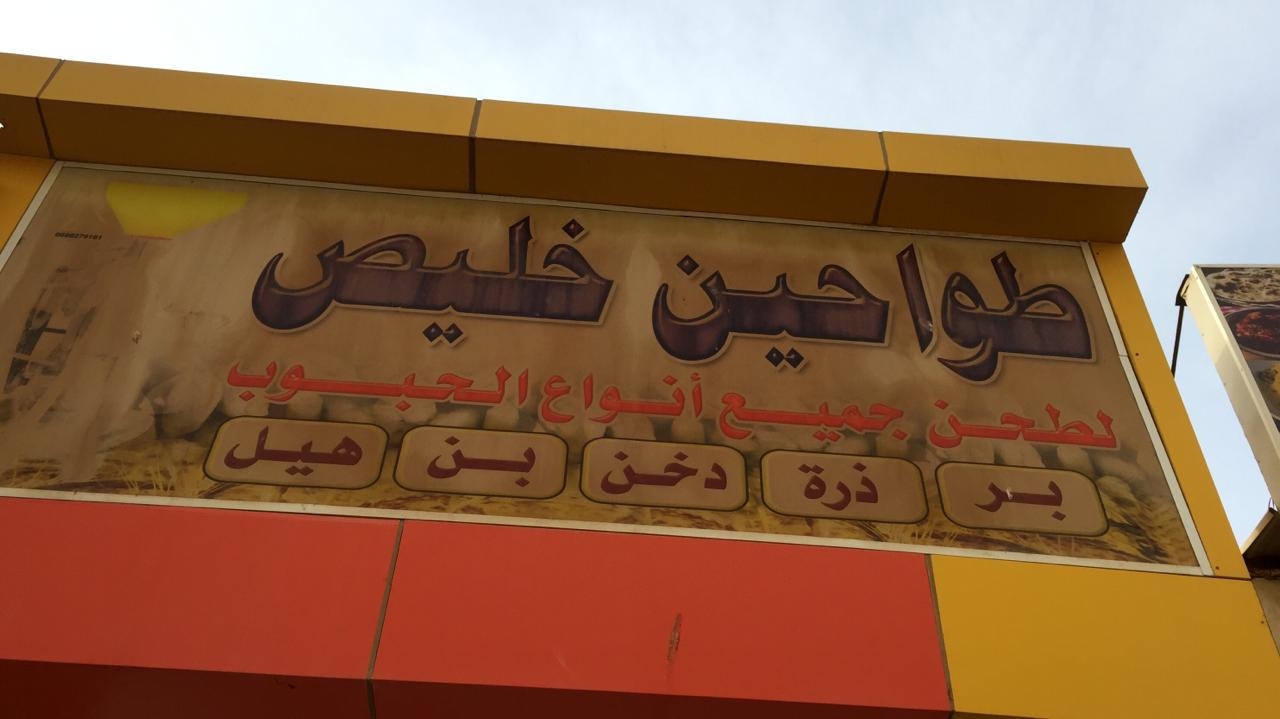 طواحين خليص
لطحن جميع أنواع الحبوب
بر ذرة دخن بن هيل